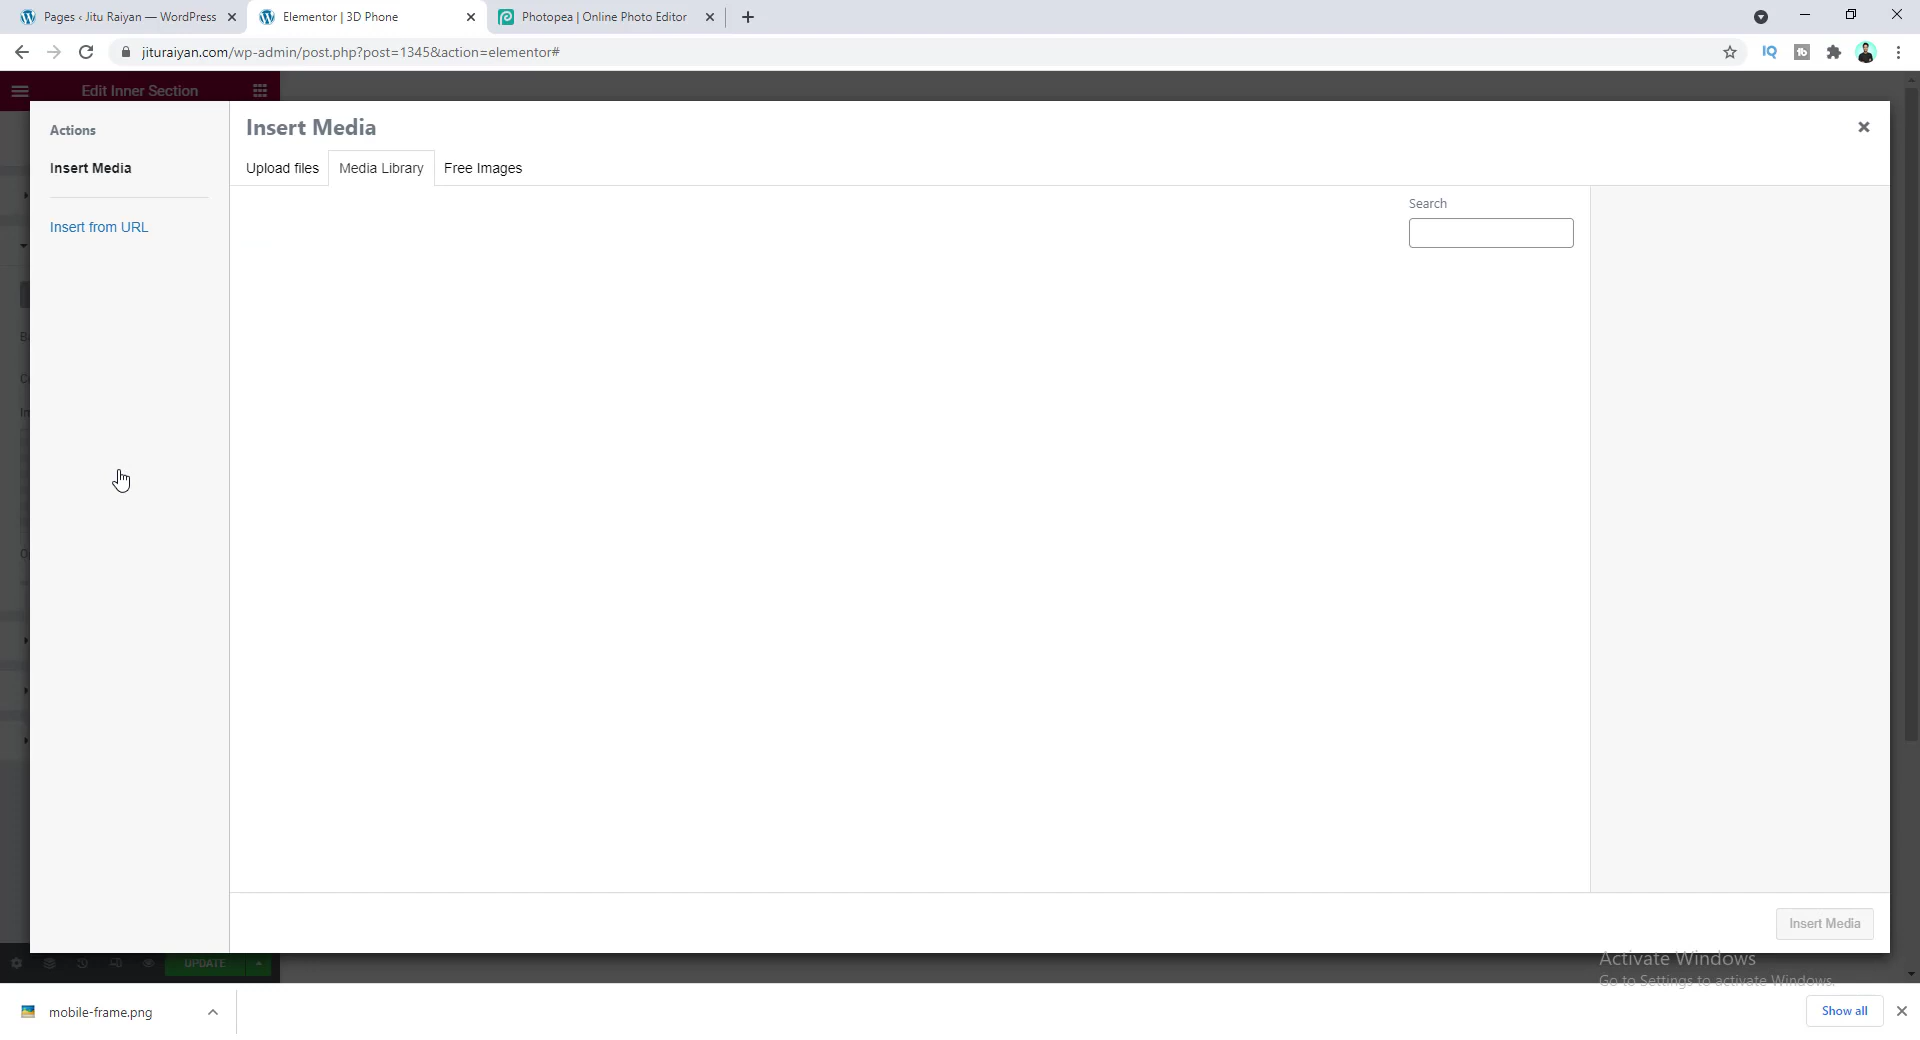 Pages ‹ Jitu Raiyan — WordPress
Elementor | 3D Phone
Photopea | Online Photo Editor
jituraiyan.com/wp-admin/post.php?post=1345&action=elementor#
IQ
Edit Inner Section
Actions
Insert Media
Insert Media
Upload files
Media Library
Free Images
Insert from URL
Search
Insert Media
UPDATE
Activate Windows
Go to Settings to activate Windows.
mobile-frame.png
Show all